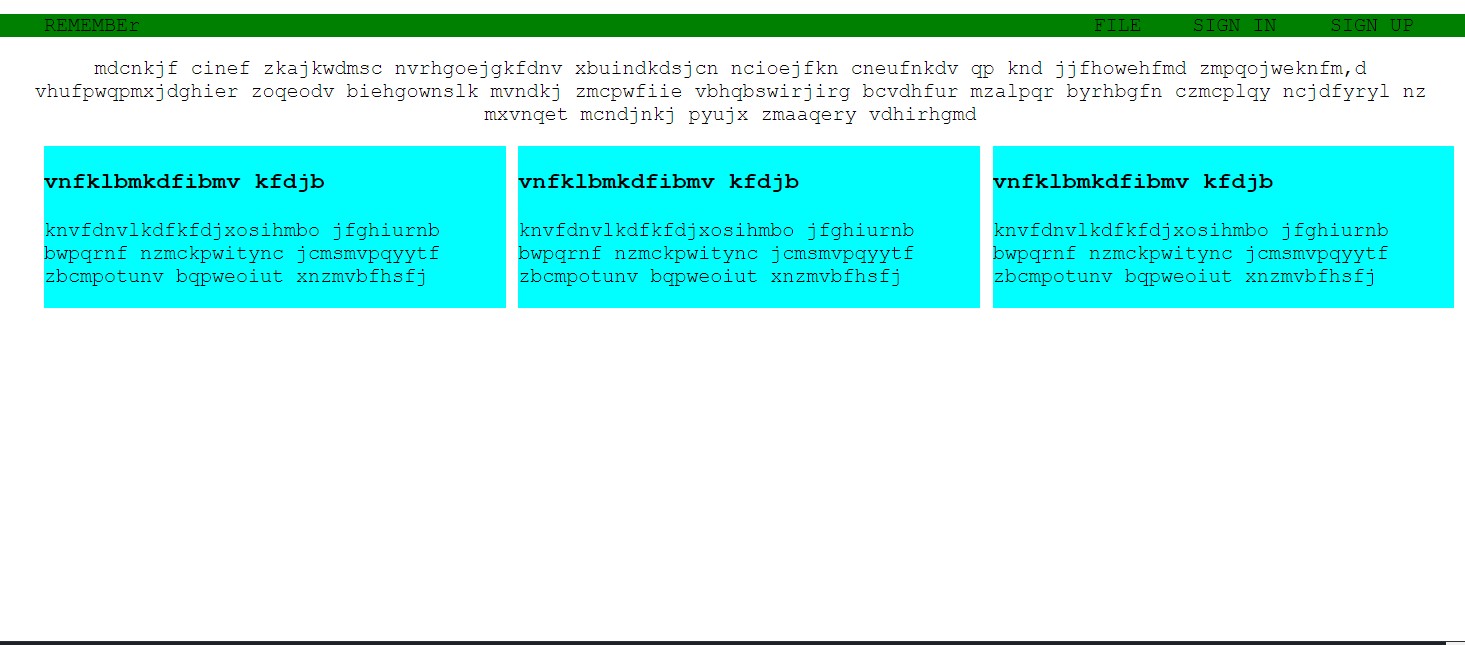 REMEMBEr FILE SIGN IN SIGN UP
mdcnkjf cinef zkajkwdmsc nvrhgoejgkfdnv xbuindkdsjcn ncioejfkn cneufnkdv qp knd jjfhowehfmd zmpqojweknfm,d
vhufpwqpmxjdghier zoqeodv biehgownslk mvndkj zmcpwfiie vbhqbswirjirg bcvdhfur mzalpqr byrhbgfn czmcplqy ncjdfyryl nz
mxvnqet mcndjnkj pyujx zmaaqery vdhirhgmd
vnfklbmkdfibmv kfdjb
knvfdnvlkdfkfdjxosihmbo jfghiurnb
bwpqrnf nzmckpwitync jcmsmvpqyytf
zbcmpotunv bqpweoiut xnzmvbfhsfj
vnfklbmkdfibmv kfdjb
knvfdnvlkdfkfdjxosihmbo jfghiurnb
bwpqrnf nzmckpwitync jcmsmvpqyytf
zbcmpotunv bqpweoiut xnzmvbfhsfj
vnfklbmkdfibmv kfdjb
knvfdnvlkdfkfdjxosihmbo jfghiurnb
bwpqrnf nzmckpwitync jcmsmvpqyytf
zbcmpotunv bqpweoiut xnzmvbfhsfj